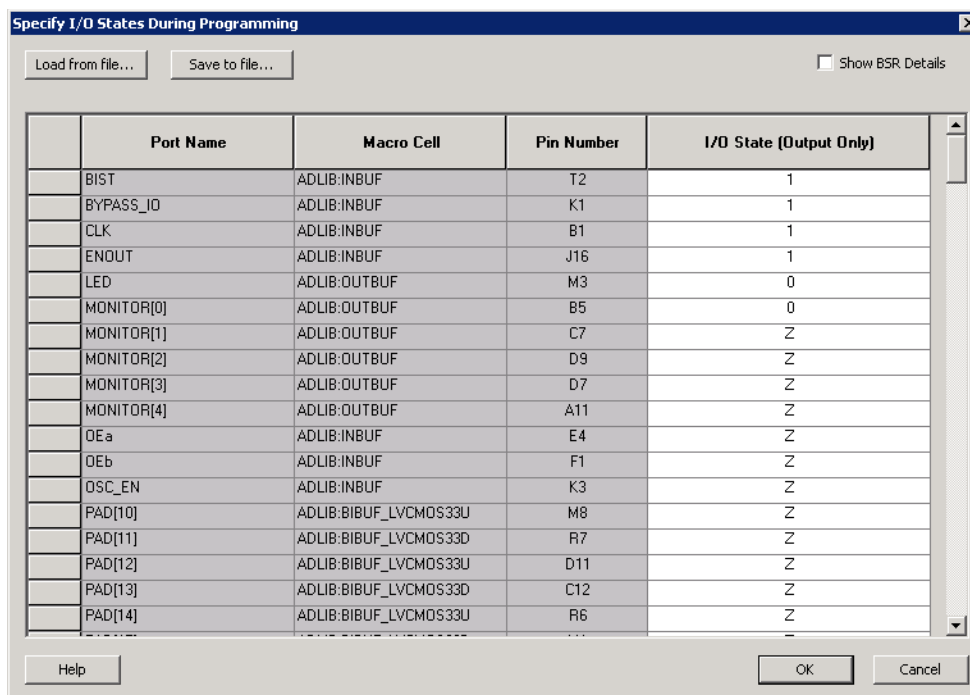 Specify I/O States During Programming
Load from file... Save to file... Show BSR Details
Port Name Macro Cell Pin Number I/O State (Output Only)
BIST ADLIB:INBUF T2 1
BYPASS_IO ADLIB:INBUF K1 1
CLK ADLIB:INBUF B1 1
ENOUT ADLIB:INBUF J16 1
LED ADLIB:OUTBUF M3 0
MONITOR[0] ADLIB:OUTBUF B5 0
MONITOR[1] ADLIB:OUTBUF C7 Z
MONITOR[2] ADLIB:OUTBUF D9 Z
MONITOR[3] ADLIB:OUTBUF D7 Z
MONITOR[4] ADLIB:OUTBUF A11 Z
OEa ADLIB:INBUF E4 Z
OEb ADLIB:INBUF F1 Z
OSC_EN ADLIB:INBUF K3 Z
PAD[10] ADLIB:BIBUF_LVCMOS33U M8 Z
PAD[11] ADLIB:BIBUF_LVCMOS33D R7 Z
PAD[12] ADLIB:BIBUF_LVCMOS33U D11 Z
PAD[13] ADLIB:BIBUF_LVCMOS33D C12 Z
PAD[14] ADLIB:BIBUF_LVCMOS33U R6 Z
Help OK Cancel